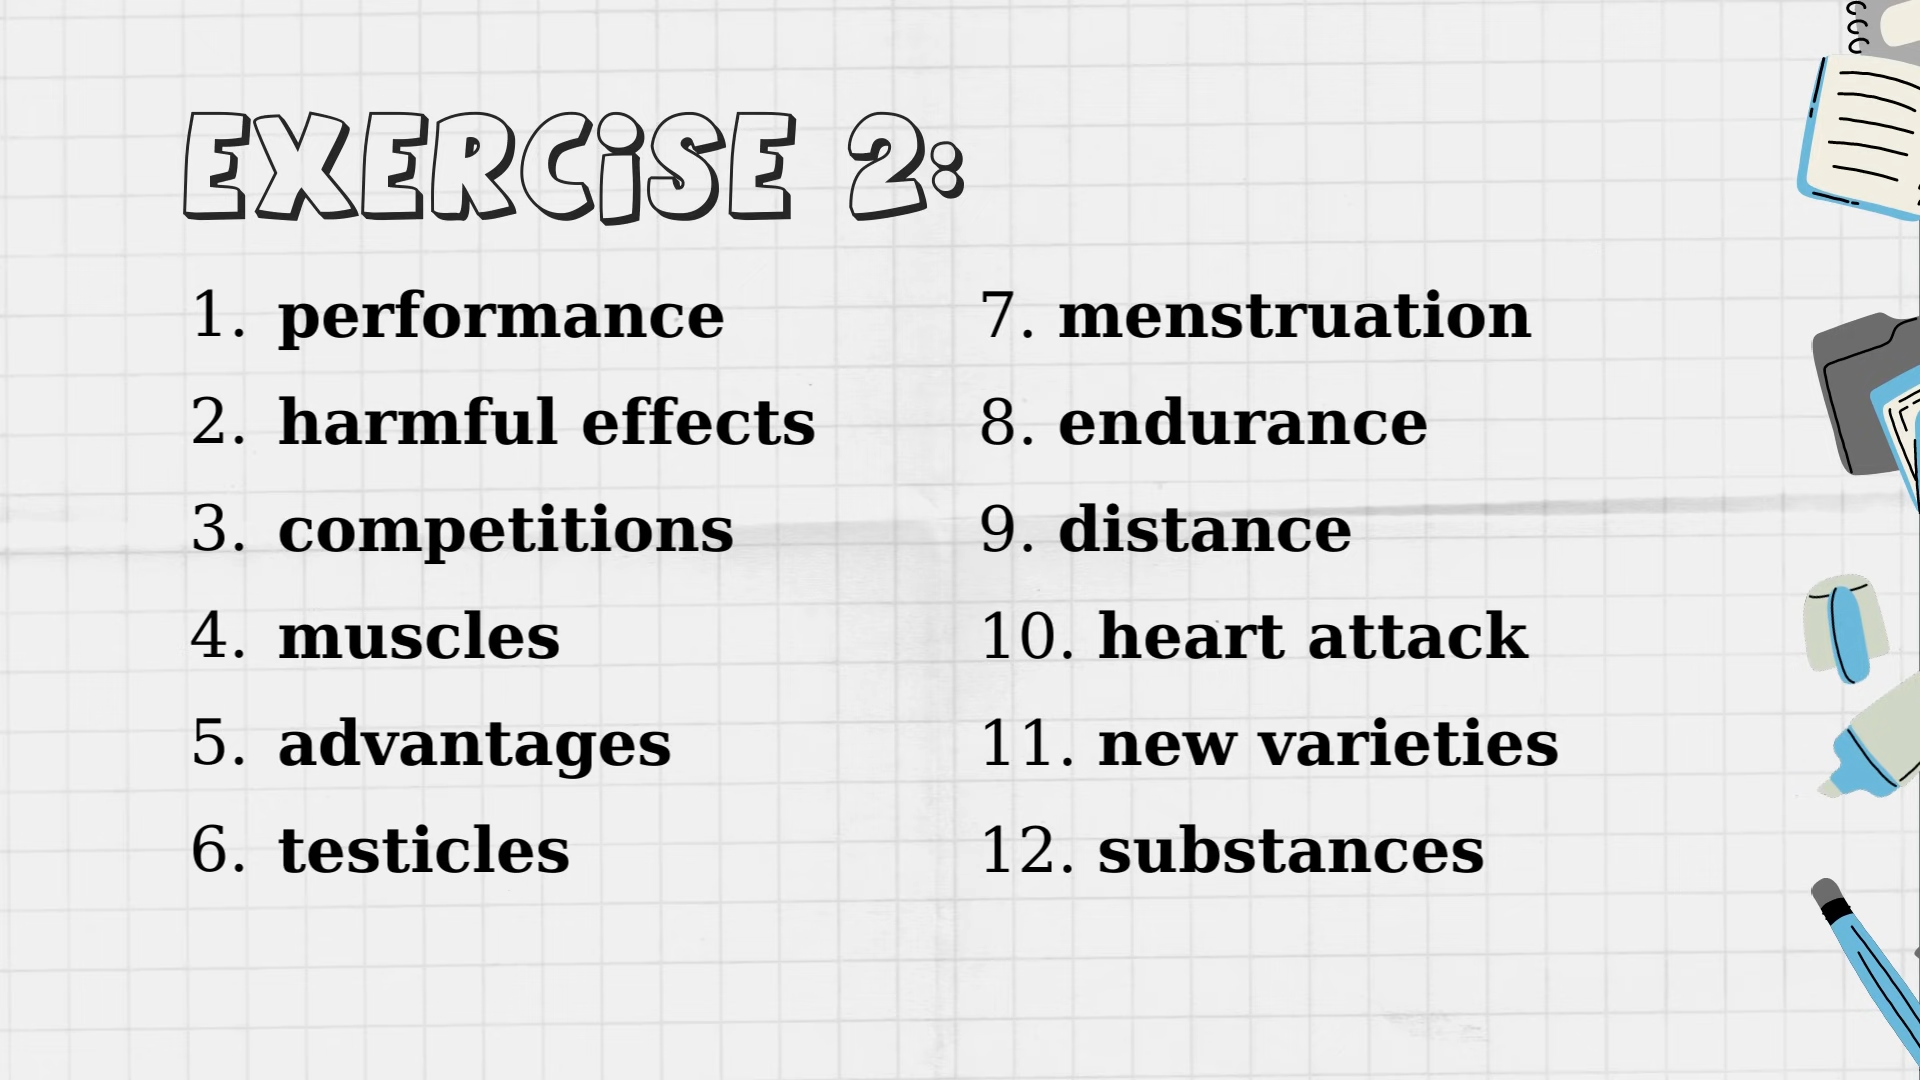 EXERCISE 2:
1. performance
2. harmful effects
3. competitions
4. muscles
5. advantages
6. testicles
7. menstruation
8. endurance
9. distance
10. heart attack
11. new varieties
12. substances